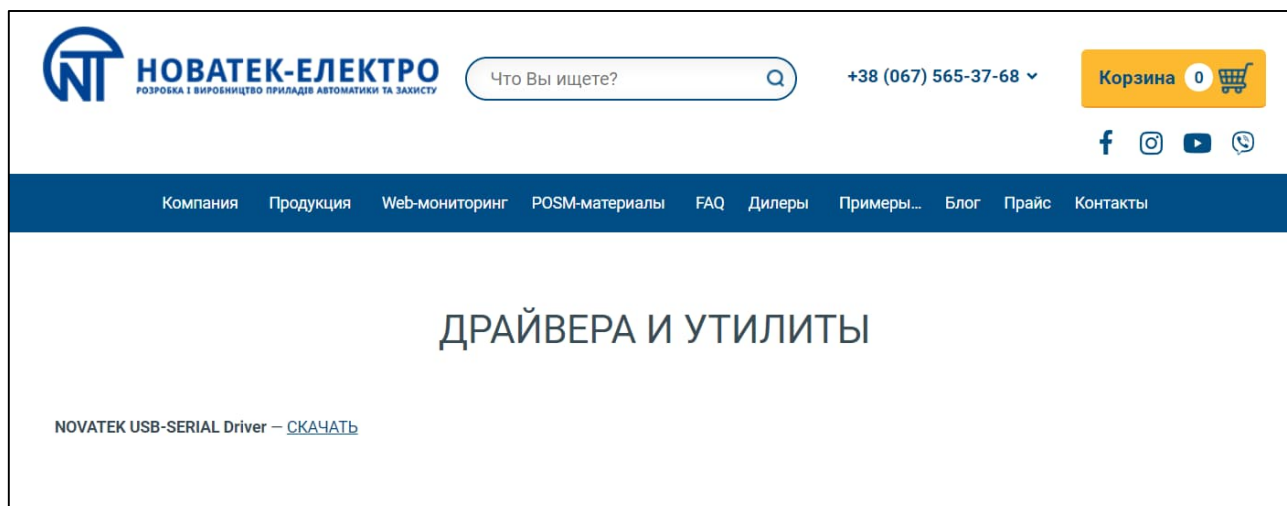 НОВАТЕК-ЕЛЕКТРО
РОЗРОБКА І ВИРОБНИЦТВО ПРИЛАДІВ АВТОМАТИКИ ТА ЗАХИСТУ
Что Вы ищете?
+38 (067) 565-37-68
Корзина 0
Компания Продукция Web-мониторинг POSM-материалы FAQ Дилеры Примеры... Блог Прайс Контакты
ДРАЙВЕРА И УТИЛИТЫ
NOVATEK USB-SERIAL Driver — СКАЧАТЬ